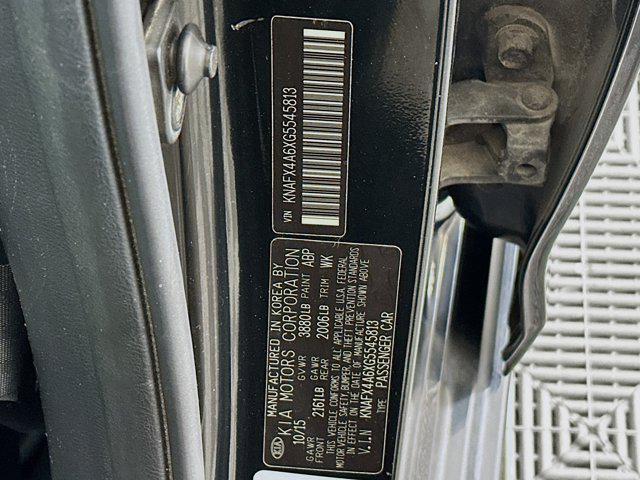 VIN KNAFX4A6XG5545813
MANUFACTURED IN KOREA BY
KIA KIA MOTORS CORPORATION
10/15 GVWR 3880LB PAINT ABP
GAWR FRONT 2161LB GAWR REAR 2006LB TRIM WK
THIS VEHICLE CONFORMS TO ALL APPLICABLE U.S.A. FEDERAL
MOTOR VEHICLE SAFETY, BUMPER, AND THEFT PREVENTION STANDARDS
IN EFFECT ON THE DATE OF MANUFACTURE SHOWN ABOVE
V.I.N KNAFX4A6XG5545813
TYPE: PASSENGER CAR